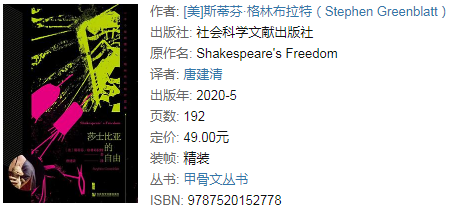 作者: [美]斯蒂芬·格林布拉特 ( Stephen Greenblatt )
出版社: 社会科学文献出版社
原作名: Shakespeare's Freedom
译者: 唐建清
出版年: 2020-5
页数: 192
定价: 49.00元
装帧: 精装
丛书: 甲骨文丛书
ISBN: 9787520152778
Shakespeare's Freedom
莎士比亚
的
自由